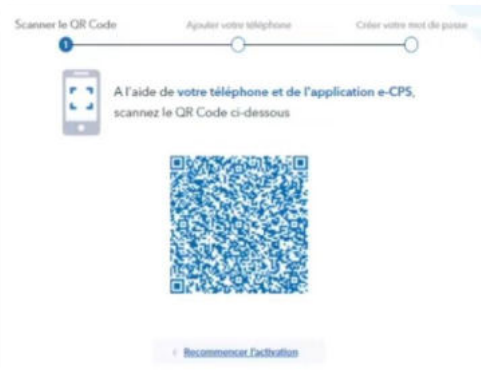 Scanner le QR Code
Ajouter votre téléphone
Créer votre mot de passe
1
A l'aide de votre téléphone et de l'application e-CPS,
scannez le QR Code ci-dessous
‹ Recommencer l'activation